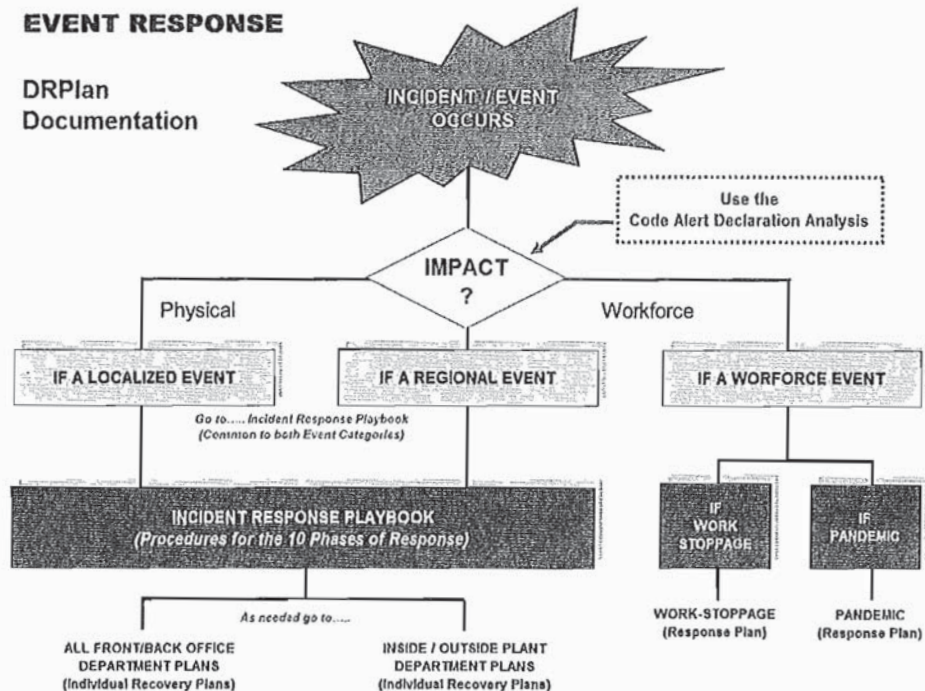 EVENT RESPONSE
DRPlan
Documentation
INCIDENT / EVENT
OCCURS
Use the
Code Alert Declaration Analysis
IMPACT
?
Physical
Workforce
IF A LOCALIZED EVENT
IF A REGIONAL EVENT
IF A WORFORCE EVENT
Go to..... Incident Response Playbook
(Common to both Event Categories)
INCIDENT RESPONSE PLAYBOOK
(Procedures for the 10 Phases of Response)
IF
WORK
STOPPAGE
IF
PANDEMIC
As needed go to.....
WORK-STOPPAGE
(Response Plan)
PANDEMIC
(Response Plan)
ALL FRONT/BACK OFFICE
DEPARTMENT PLANS
(Individual Recovery Plans)
INSIDE / OUTSIDE PLANT
DEPARTMENT PLANS
(Individual Recovery Plans)